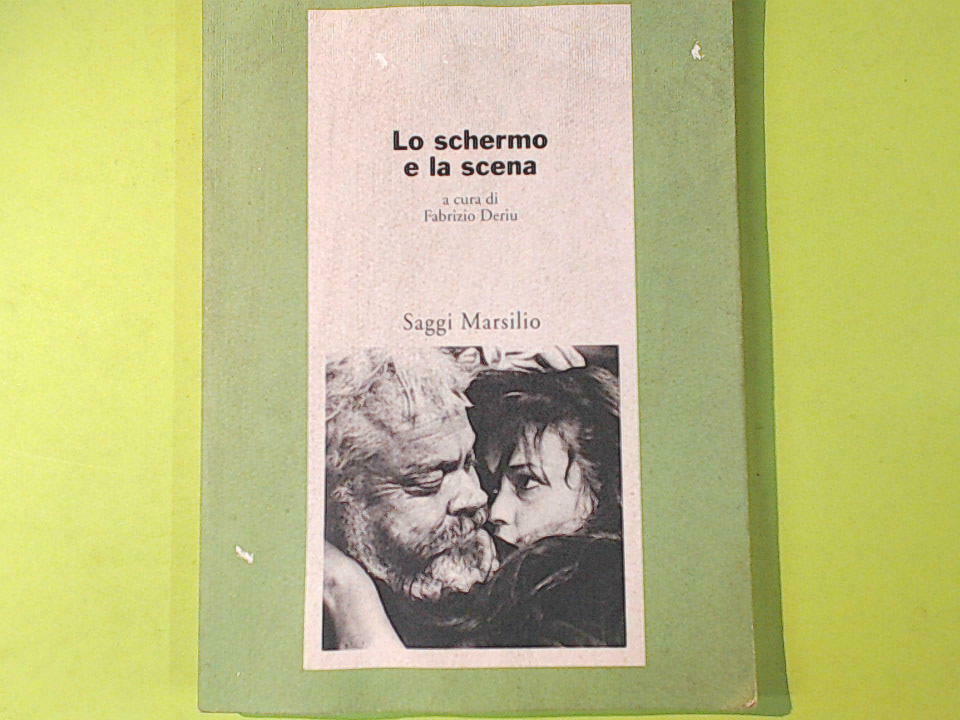 Lo schermo
e la scena
a cura di
Fabrizio Deriu
Saggi Marsilio